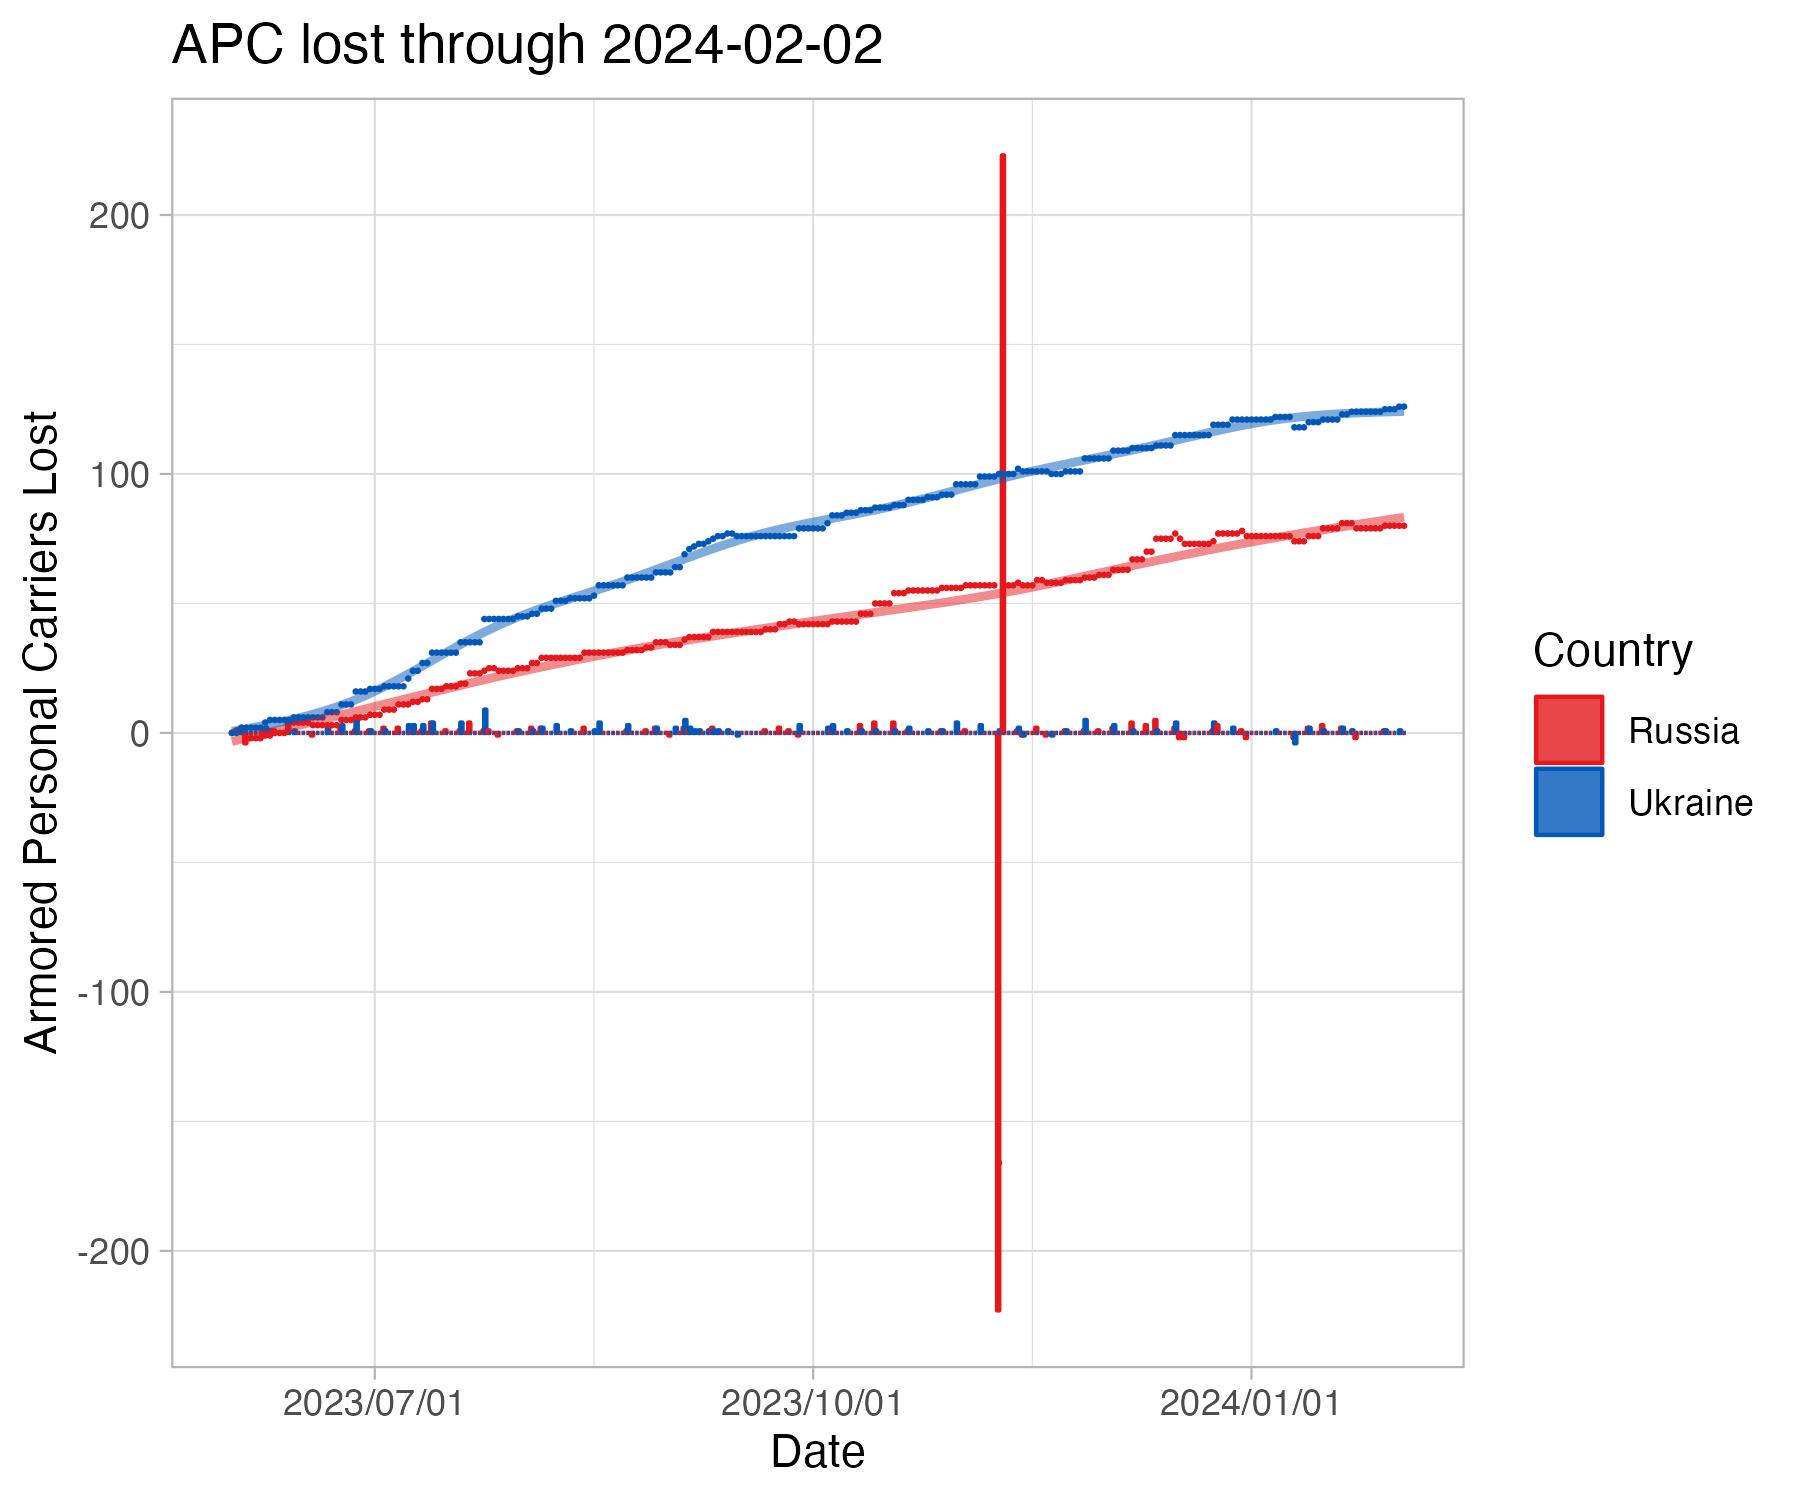 APC lost through 2024-02-02
Armored Personal Carriers Lost
200
100
0
-100
-200
2023/07/01
2023/10/01
2024/01/01
Date
Country
Russia
Ukraine